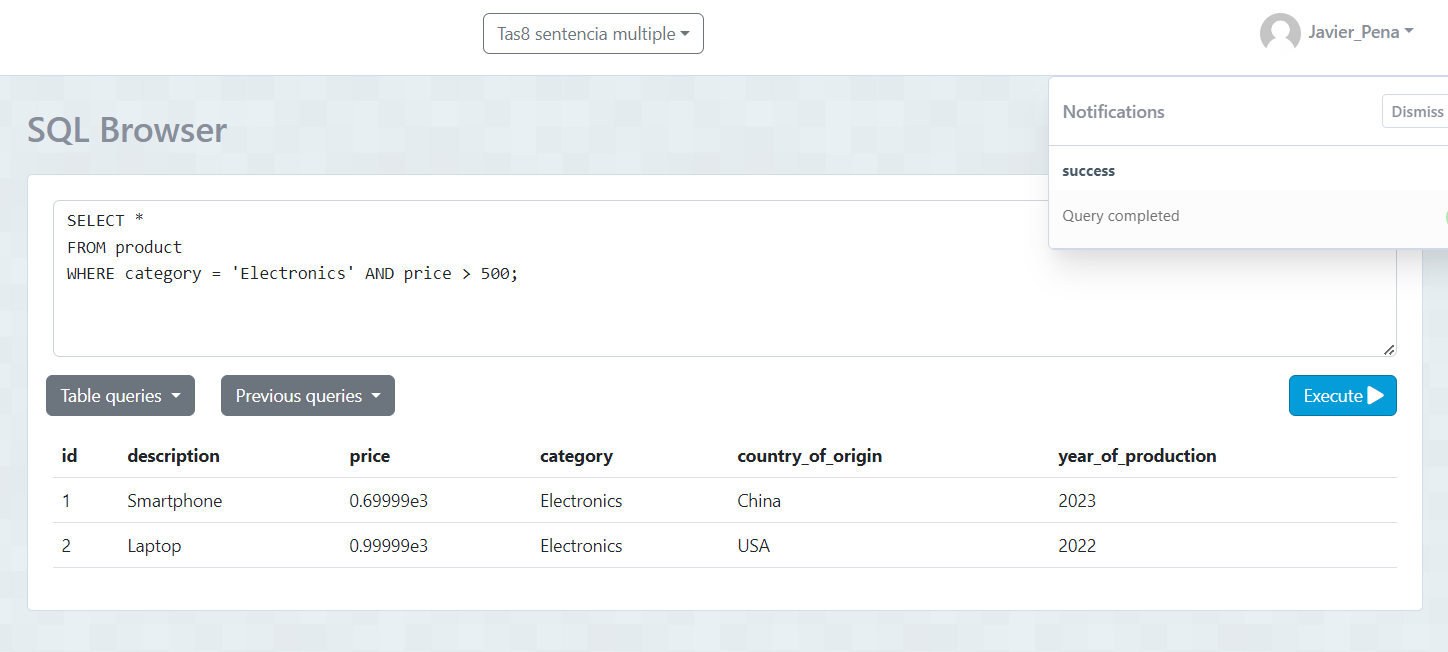 Tas8 sentencia multiple
Javier_Pena
Notifications
Dismiss
success
Query completed
SQL Browser
SELECT *
FROM product
WHERE category = 'Electronics' AND price > 500;
Table queries
Previous queries
Execute
id description price category country_of_origin year_of_production
1 Smartphone 0.69999e3 Electronics China 2023
2 Laptop 0.99999e3 Electronics USA 2022